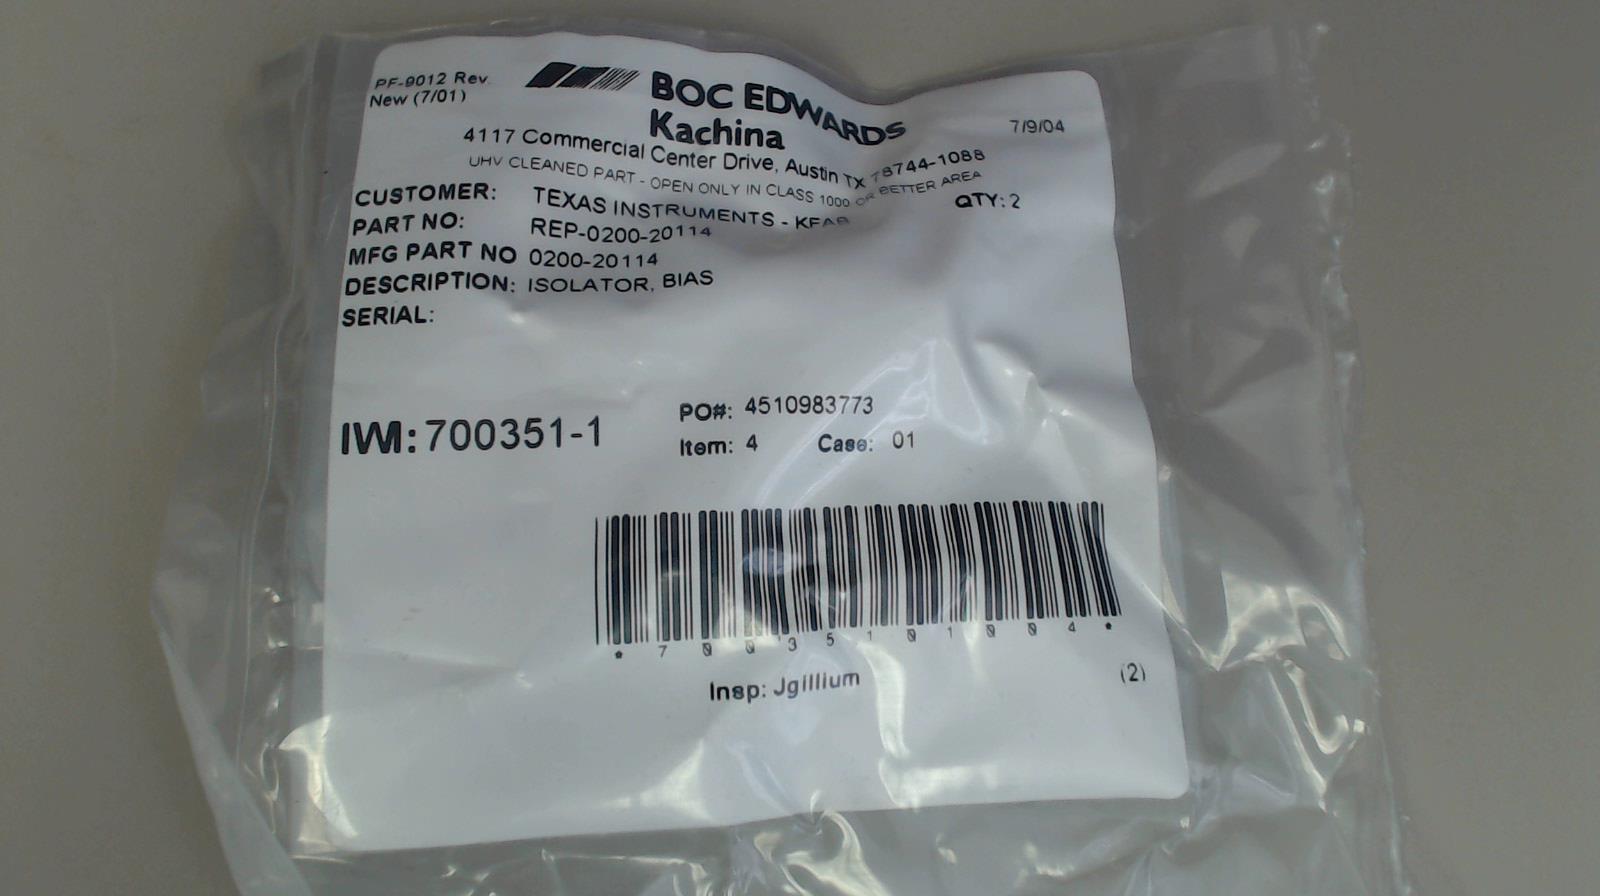 PF-9012 Rev.
New (7/01)
BOC EDWARDS
Kachina
7/9/04
4117 Commercial Center Drive, Austin TX 78744-1088
UHV CLEANED PART - OPEN ONLY IN CLASS 1000 OR BETTER AREA
CUSTOMER: TEXAS INSTRUMENTS - KFAB
QTY: 2
PART NO: REP-0200-20114
MFG PART NO 0200-20114
DESCRIPTION: ISOLATOR, BIAS
SERIAL:
IWI: 700351-1
PO#: 4510983773
Item: 4 Case: 01
* 7 0 0 3 5 1 0 1 0 0 4 *
Insp: Jgillium
(2)